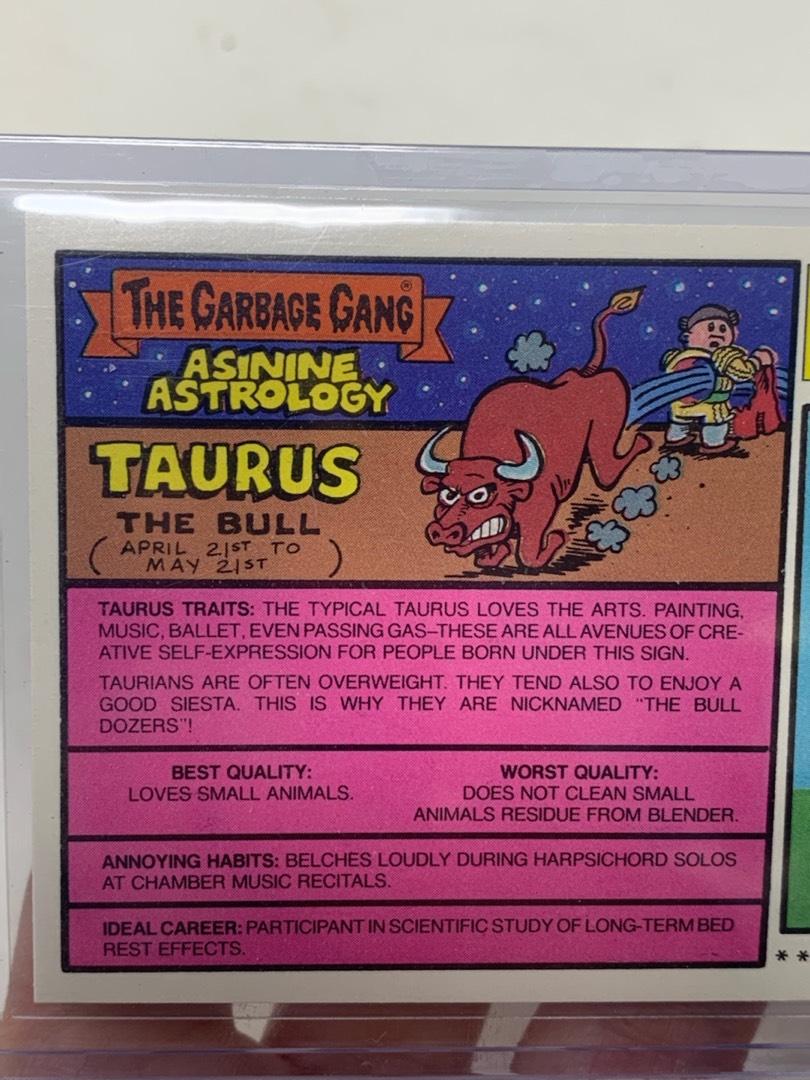 THE GARBAGE GANG®
ASININE
ASTROLOGY
TAURUS
THE BULL
( APRIL 21ST TO
MAY 21ST )
TAURUS TRAITS: THE TYPICAL TAURUS LOVES THE ARTS. PAINTING,
MUSIC, BALLET, EVEN PASSING GAS–THESE ARE ALL AVENUES OF CRE-
ATIVE SELF-EXPRESSION FOR PEOPLE BORN UNDER THIS SIGN.
TAURIANS ARE OFTEN OVERWEIGHT. THEY TEND ALSO TO ENJOY A
GOOD SIESTA. THIS IS WHY THEY ARE NICKNAMED "THE BULL
DOZERS"!
BEST QUALITY:
LOVES SMALL ANIMALS.
WORST QUALITY:
DOES NOT CLEAN SMALL
ANIMALS RESIDUE FROM BLENDER.
ANNOYING HABITS: BELCHES LOUDLY DURING HARPSICHORD SOLOS
AT CHAMBER MUSIC RECITALS.
IDEAL CAREER: PARTICIPANT IN SCIENTIFIC STUDY OF LONG-TERM BED
REST EFFECTS.
* *